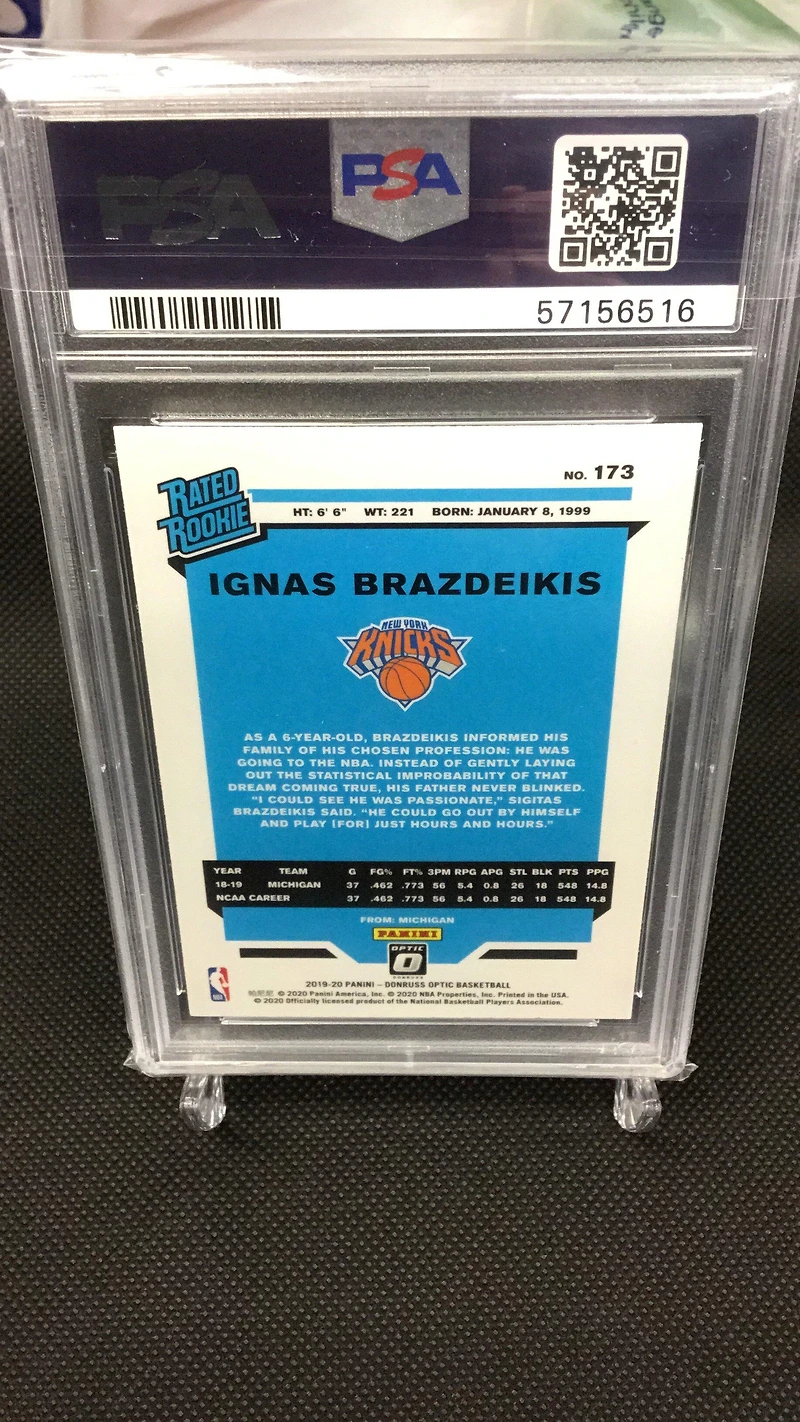 PSA
PSA
57156516
NO. 173
RATED
ROOKIE
HT: 6' 6" WT: 221 BORN: JANUARY 8, 1999
IGNAS BRAZDEIKIS
NEW YORK
KNICKS
AS A 6-YEAR-OLD, BRAZDEIKIS INFORMED HIS
FAMILY OF HIS CHOSEN PROFESSION: HE WAS
GOING TO THE NBA. INSTEAD OF GENTLY LAYING
OUT THE STATISTICAL IMPROBABILITY OF THAT
DREAM COMING TRUE, HIS FATHER NEVER BLINKED.
"I COULD SEE HE WAS PASSIONATE," SIGITAS
BRAZDEIKIS SAID. "HE COULD GO OUT BY HIMSELF
AND PLAY [FOR] JUST HOURS AND HOURS."
YEAR TEAM G FG% FT% 3PM RPG APG STL BLK PTS PPG
18-19 MICHIGAN 37 .462 .773 56 5.4 0.8 26 18 548 14.8
NCAA CAREER 37 .462 .773 56 5.4 0.8 26 18 548 14.8
FROM: MICHIGAN
PANINI
OPTIC
DONRUSS
NBA
2019-20 PANINI – DONRUSS OPTIC BASKETBALL
© 2020 Panini America, Inc. © 2020 NBA Properties, Inc. Printed in the USA.
© 2020 Officially licensed product of the National Basketball Players Association.